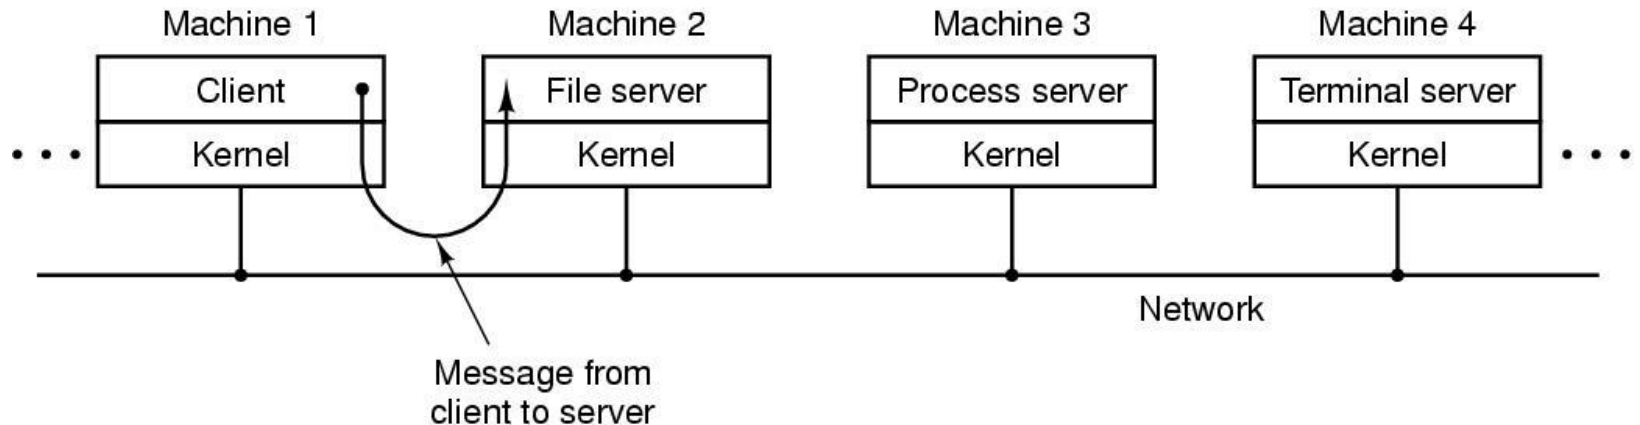 Machine 1
Machine 2
Machine 3
Machine 4
Client
File server
Process server
Terminal server
Kernel
Kernel
Kernel
Kernel
Network
Message from
client to server